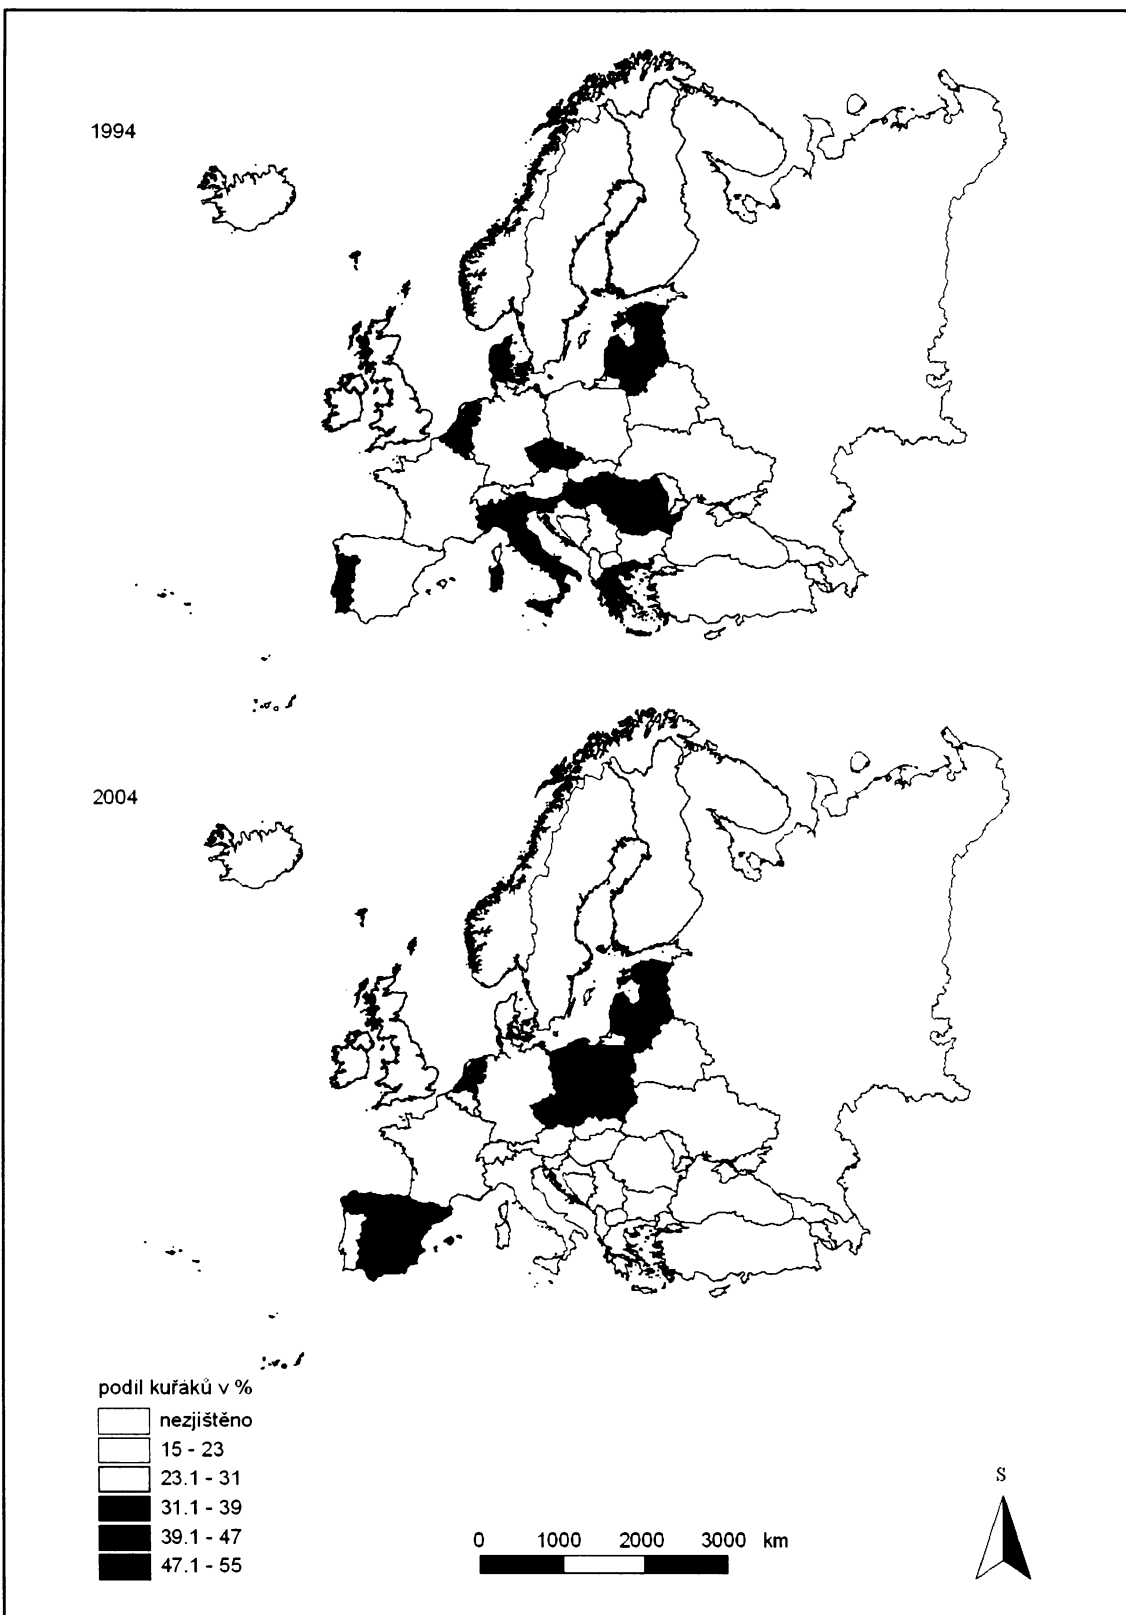 1994
2004
podíl kuřáků v %
nezjištěno
15 - 23
23.1 - 31
31.1 - 39
39.1 - 47
47.1 - 55
0 1000 2000 3000 km
S